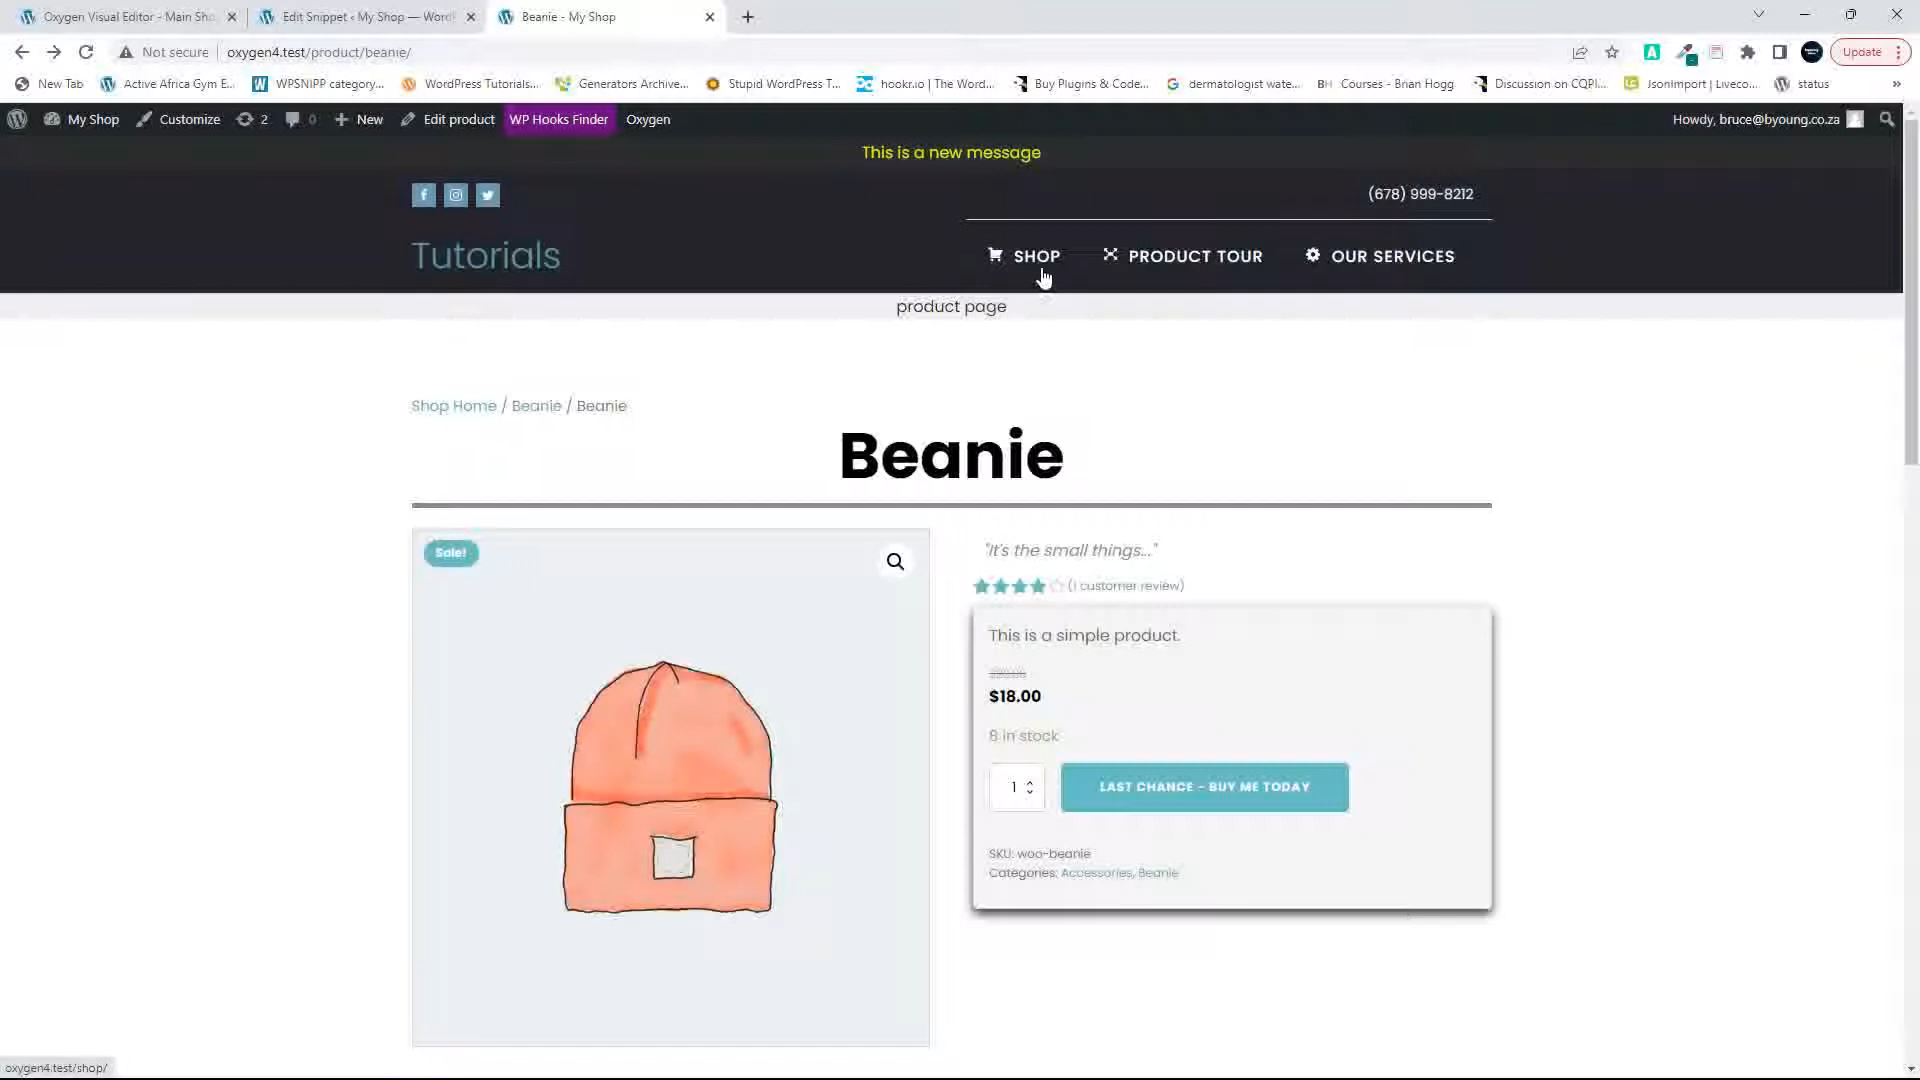 Oxygen Visual Editor - Main Sho
Edit Snippet ‹ My Shop — Word
Beanie - My Shop
Not secure
oxygen4.test/product/beanie/
Update
New Tab
Active Africa Gym E...
WPSNIPP category...
WordPress Tutorials...
Generators Archive...
Stupid WordPress T...
hookr.io | The Word...
Buy Plugins & Code...
dermatologist wate...
BH Courses - Brian Hogg
Discussion on CQPI...
JsonImport | Liveco...
status
»
My Shop
Customize
2
0
New
Edit product
WP Hooks Finder
Oxygen
Howdy, bruce@byoung.co.za
This is a new message
(678) 999-8212
Tutorials
SHOP
PRODUCT TOUR
OUR SERVICES
product page
Shop Home / Beanie / Beanie
Beanie
Sale!
"It's the small things..."
(1 customer review)
This is a simple product.
$18.00
8 in stock
1
LAST CHANCE - BUY ME TODAY
SKU: woo-beanie
Categories: Accessories, Beanie
oxygen4.test/shop/